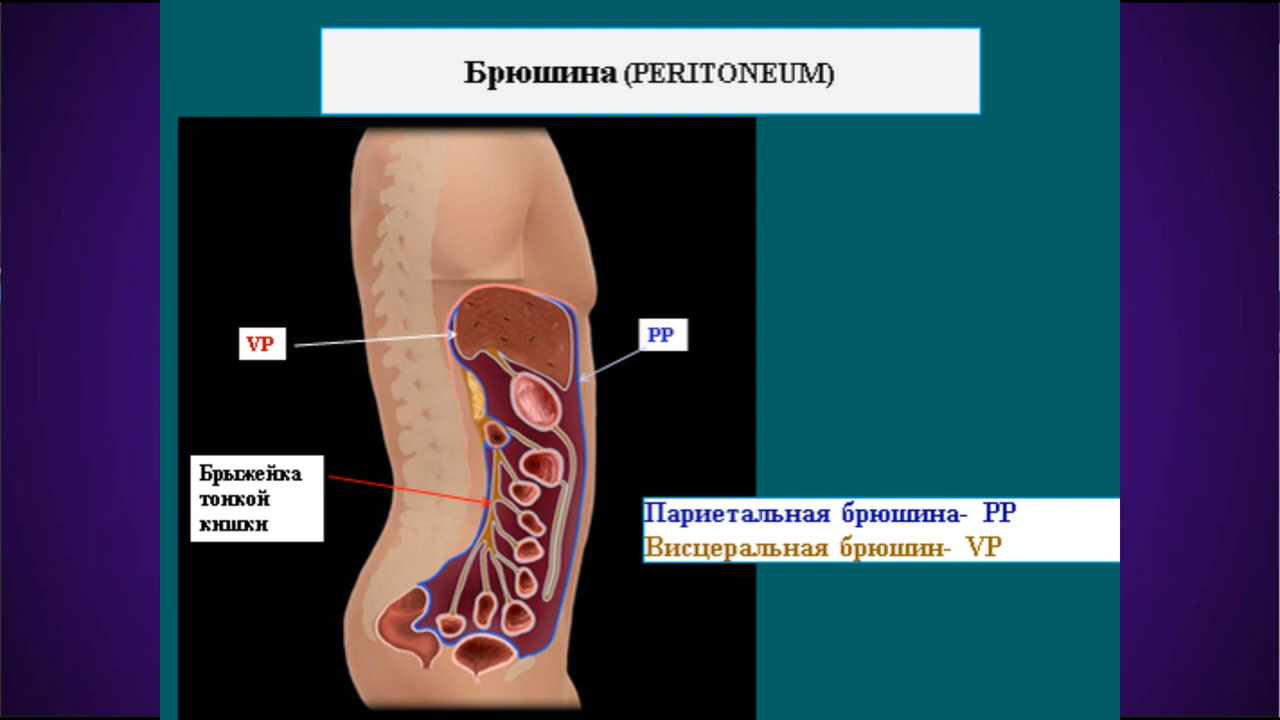 Брюшина (PERITONEUM)
VP
PP
Брыжейка
тонкой
кишки
Париетальная брюшина- PP
Висцеральная брюшин- VP